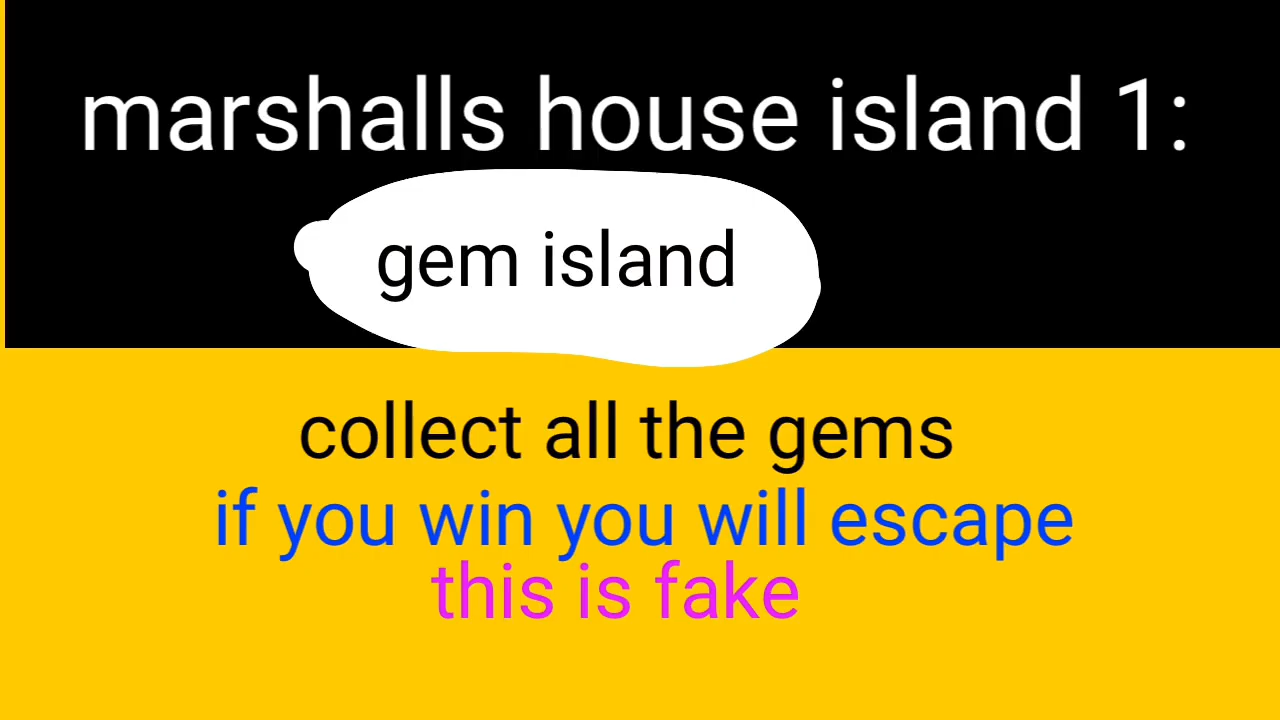 marshalls house island 1:
gem island
collect all the gems
if you win you will escape
this is fake